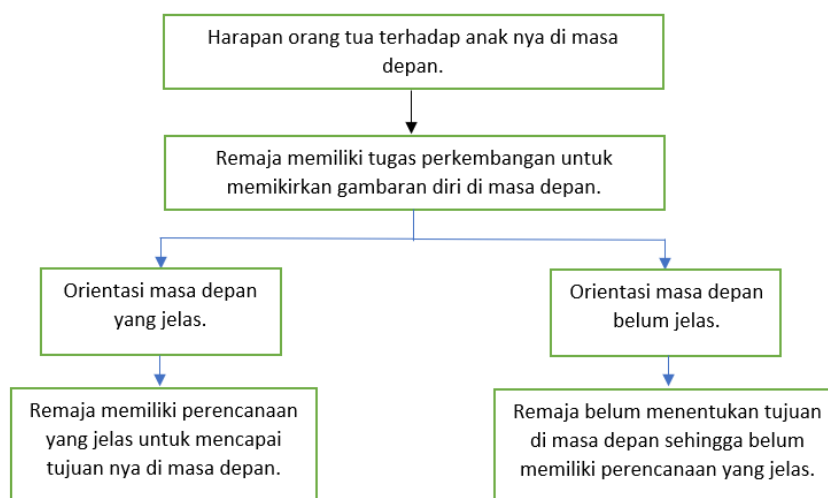 Harapan orang tua terhadap anak nya di masa
depan.
Remaja memiliki tugas perkembangan untuk
memikirkan gambaran diri di masa depan.
Orientasi masa depan
yang jelas.
Orientasi masa depan
belum jelas.
Remaja memiliki perencanaan
yang jelas untuk mencapai
tujuan nya di masa depan.
Remaja belum menentukan tujuan
di masa depan sehingga belum
memiliki perencanaan yang jelas.